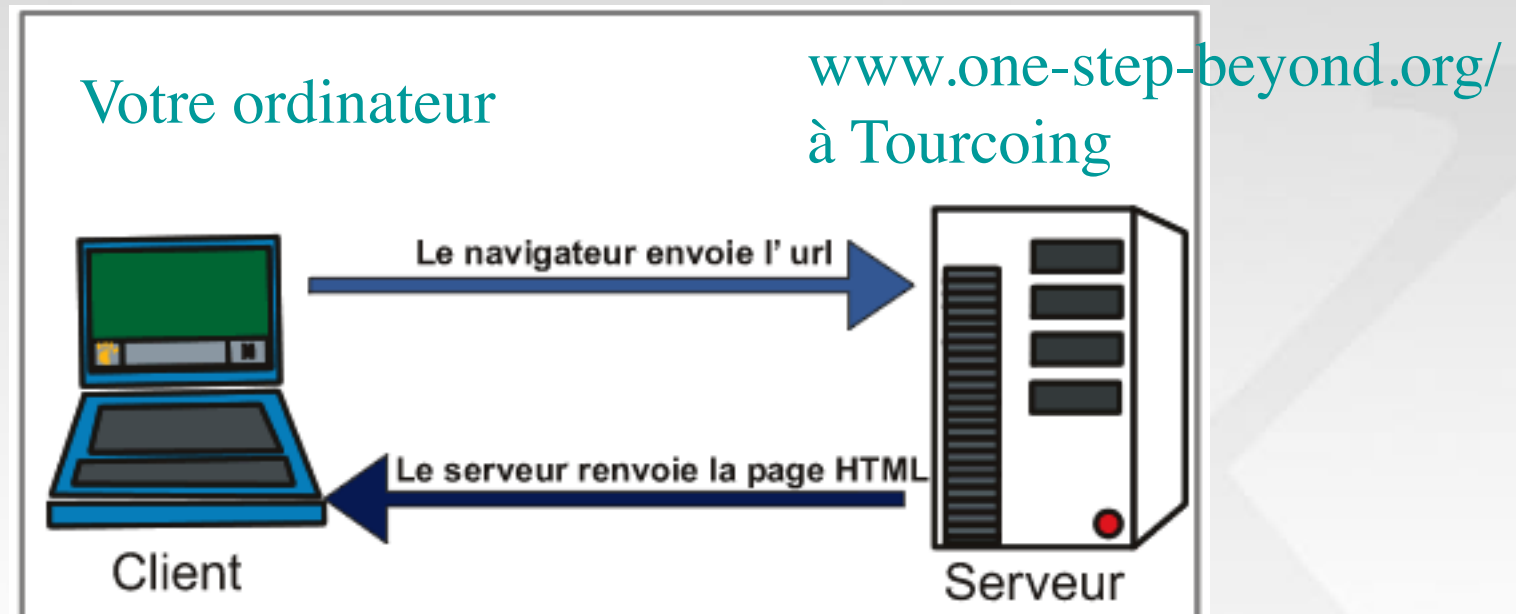 Votre ordinateur
www.one-step-beyond.org/
à Tourcoing
Le navigateur envoie l' url
Le serveur renvoie la page HTML
Client
Serveur